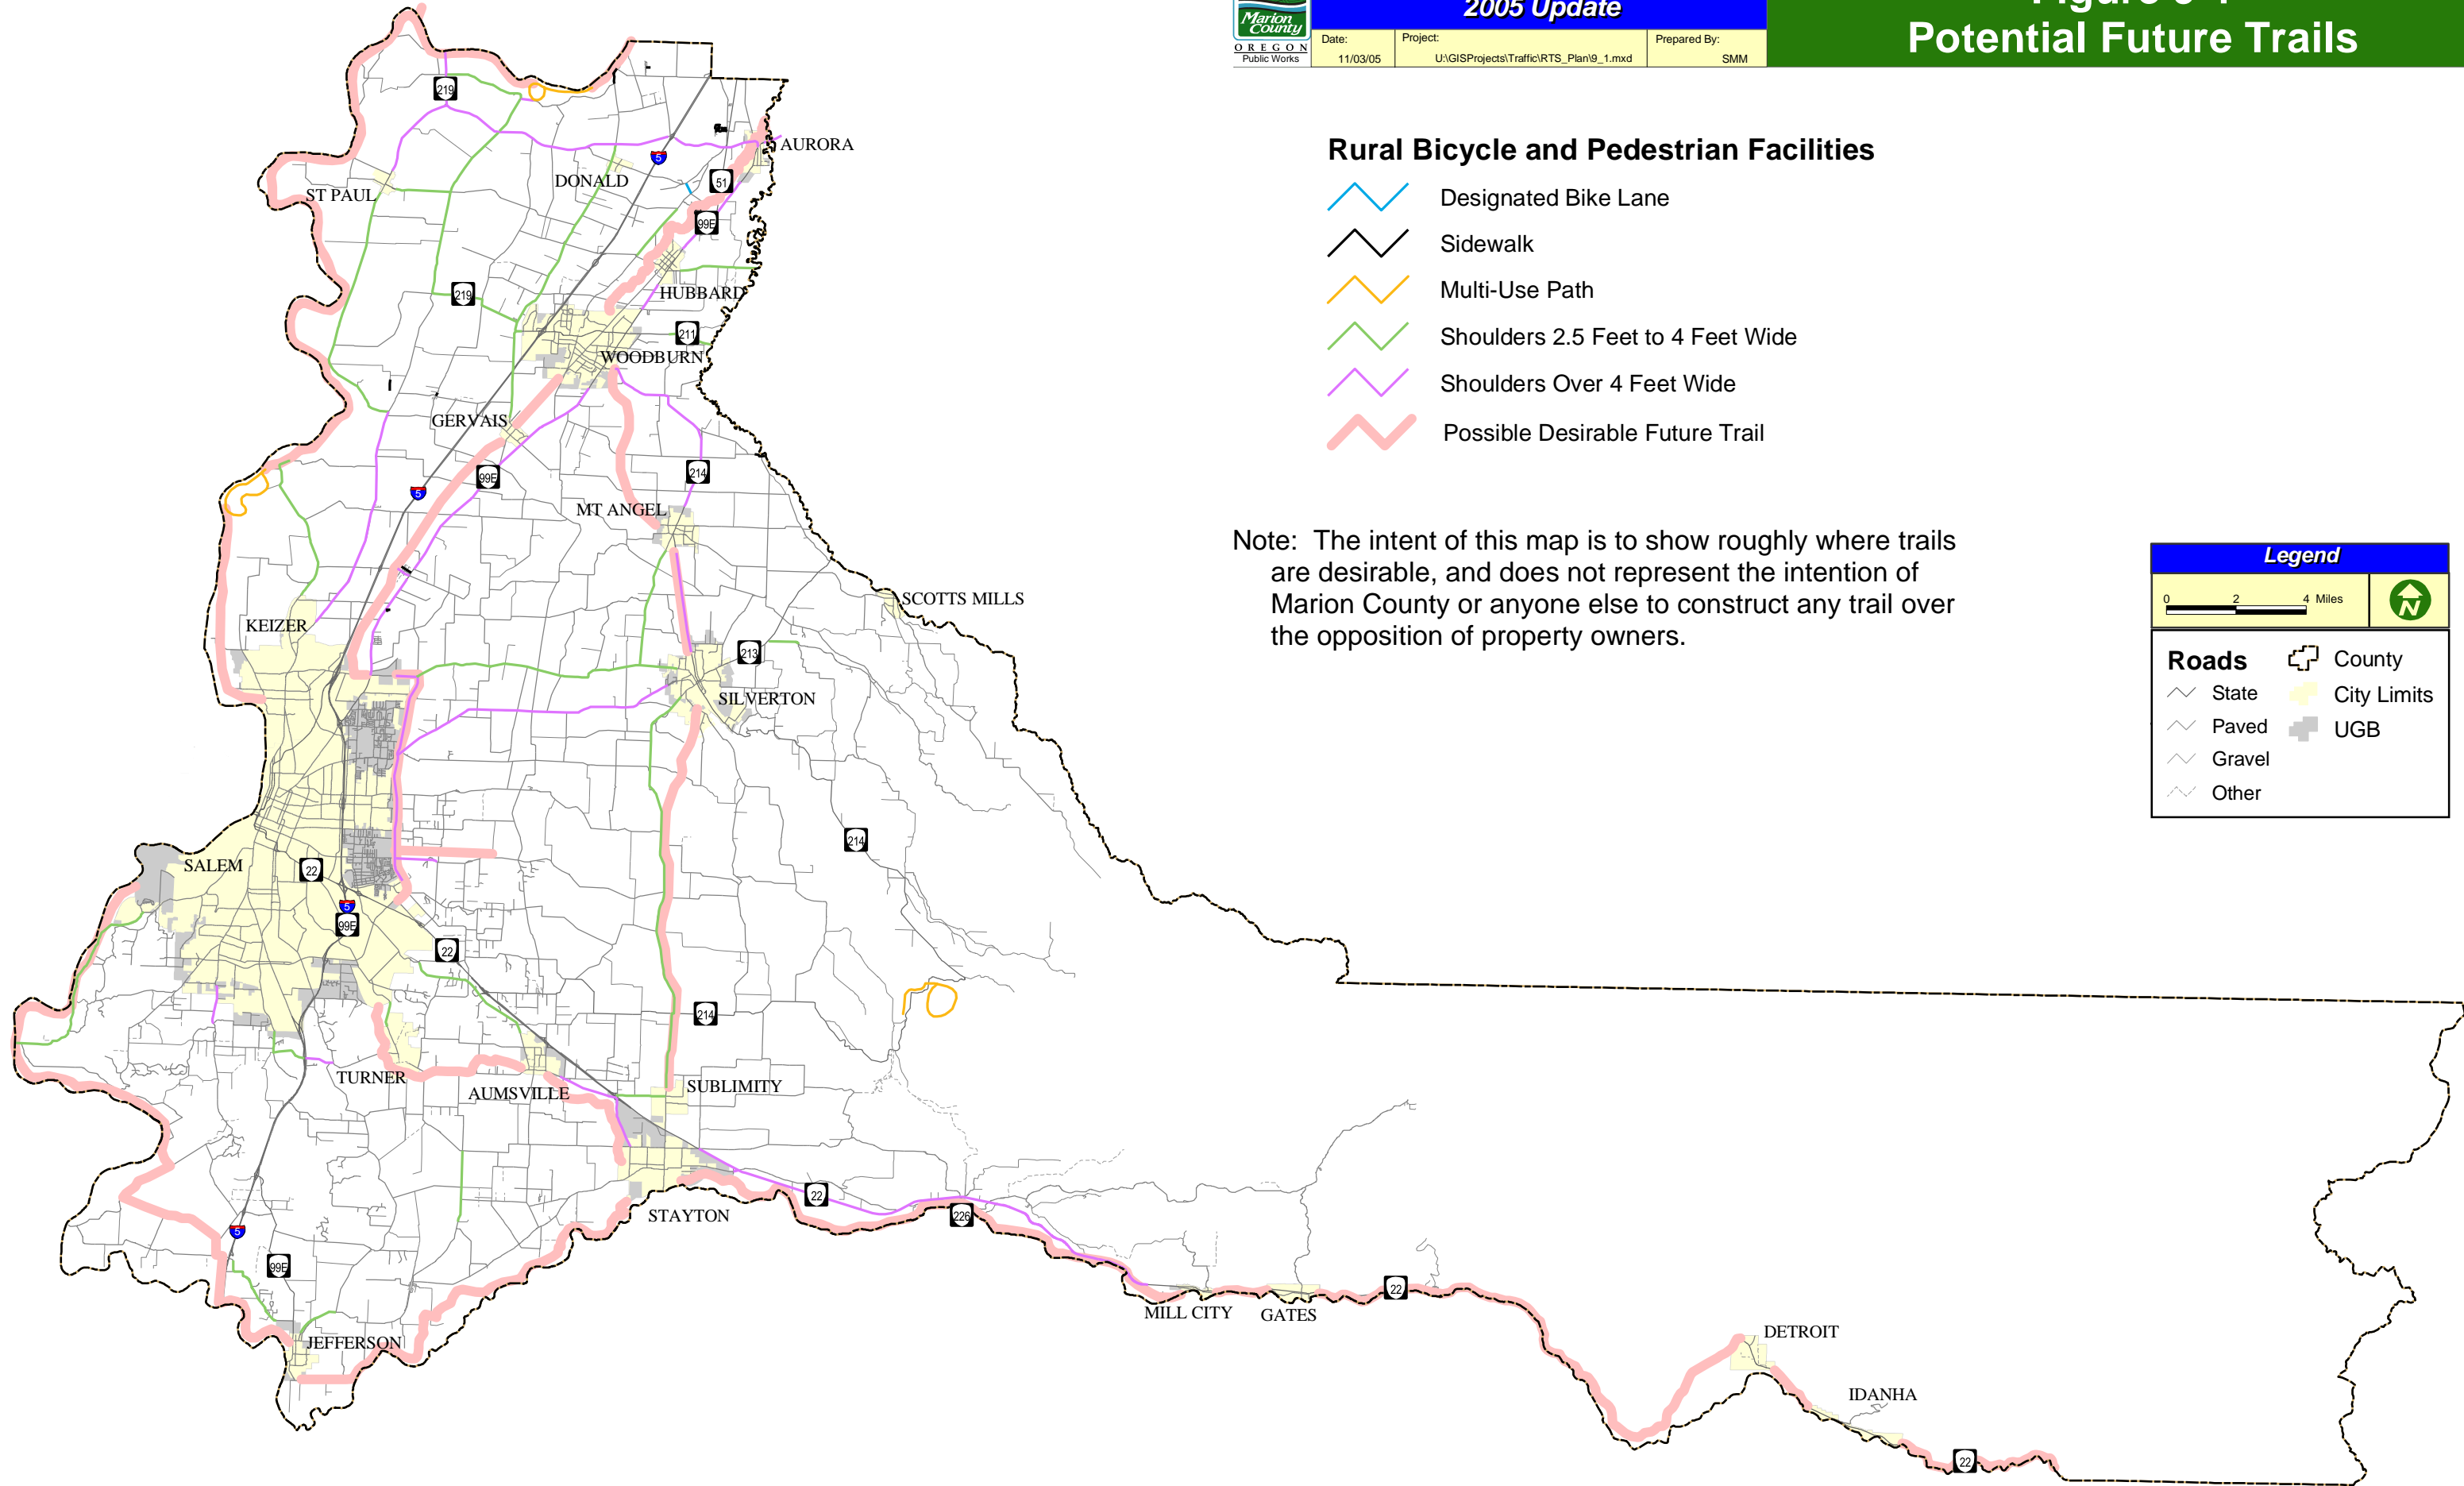 Marion
County
OREGON
Public Works
2005 Update
Date:
11/03/05
Project:
U:\GISProjects\Traffic\RTS_Plan\9_1.mxd
Prepared By:
SMM
Potential Future Trails
Rural Bicycle and Pedestrian Facilities
Designated Bike Lane
Sidewalk
Multi-Use Path
Shoulders 2.5 Feet to 4 Feet Wide
Shoulders Over 4 Feet Wide
Possible Desirable Future Trail
Note: The intent of this map is to show roughly where trails
are desirable, and does not represent the intention of
Marion County or anyone else to construct any trail over
the opposition of property owners.
Legend
0 2 4 Miles
N
Roads
State
Paved
Gravel
Other
County
City Limits
UGB
219
AURORA
5
DONALD
51
ST PAUL
99E
219
HUBBARD
211
WOODBURN
GERVAIS
99E
214
5
MT ANGEL
SCOTTS MILLS
KEIZER
213
SILVERTON
214
SALEM
22
5
99E
22
214
TURNER
AUMSVILLE
SUBLIMITY
22
STAYTON
226
5
99E
JEFFERSON
MILL CITY
GATES
22
DETROIT
IDANHA
22